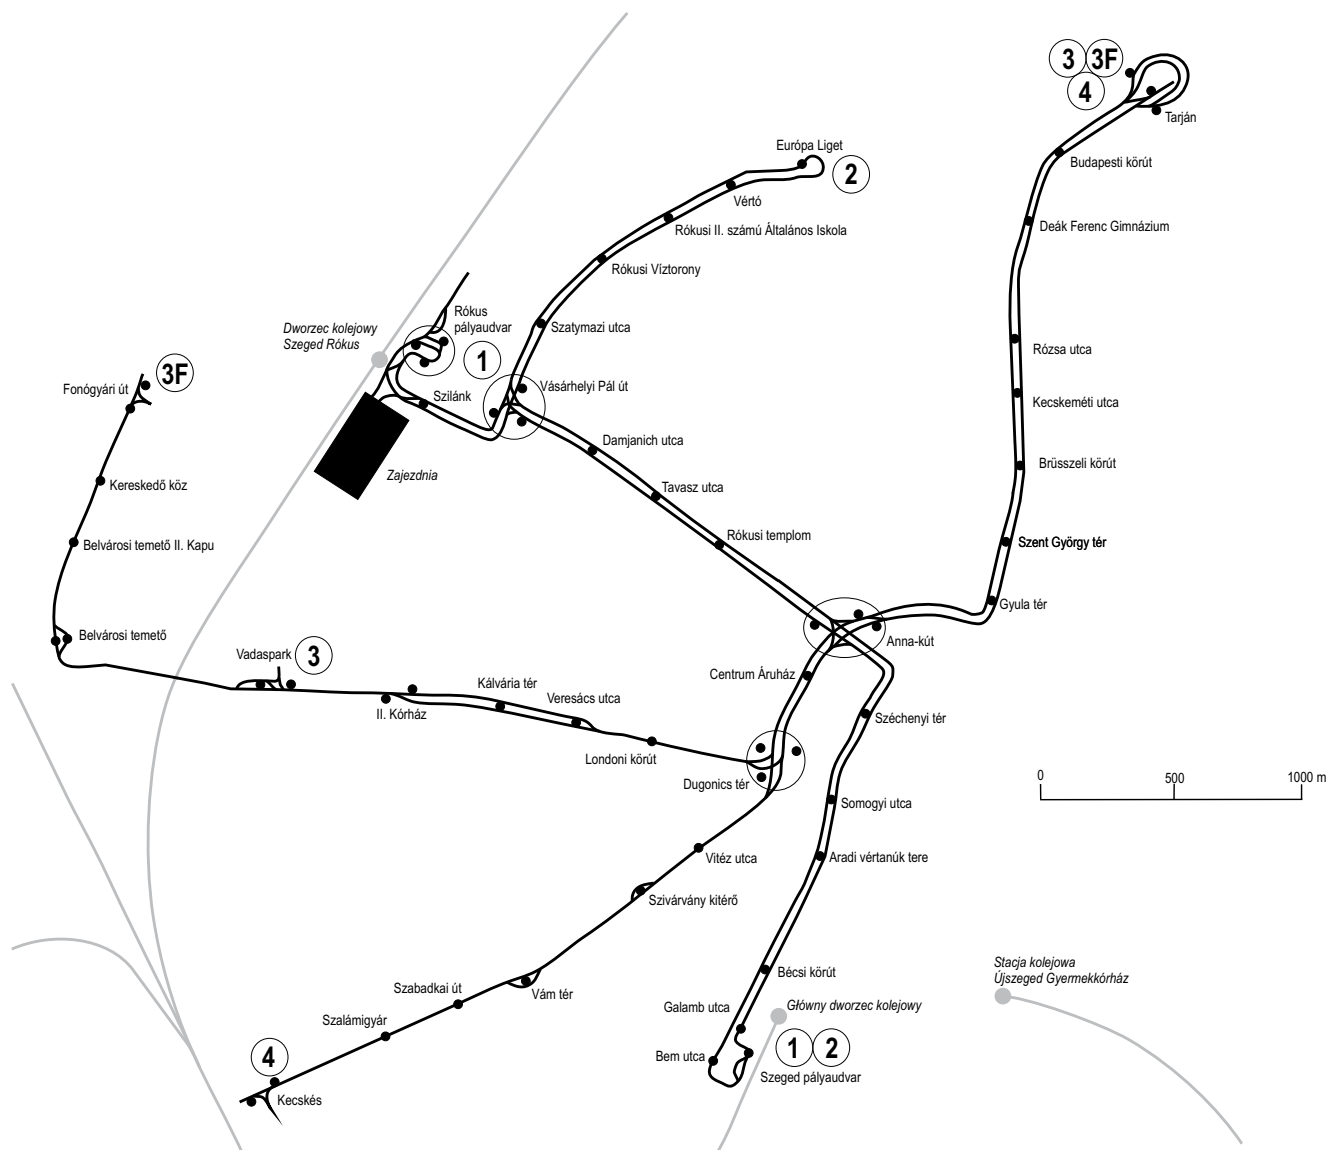 3 3F
4
Tarján
Budapesti körút
Európa Liget
2
Vértó
Deák Ferenc Gimnázium
Rókusi II. számú Általános Iskola
Rókusi Víztorony
Rókus
pályaudvar
1
Dworzec kolejowy
Szeged Rókus
Szatymazi utca
Rózsa utca
3F
Fonógyári út
Szilánk
Vásárhelyi Pál út
Kecskeméti utca
Damjanich utca
Brüsszeli körút
Zajezdnia
Kereskedő köz
Tavasz utca
Rókusi templom
Szent György tér
Belvárosi temető II. Kapu
Gyula tér
Belvárosi temető
Anna-kút
Vadaspark
3
Centrum Áruház
Kálvária tér
Veresács utca
II. Kórház
Széchenyi tér
Londoni körút
Dugonics tér
0 500 1000 m
Somogyi utca
Vitéz utca
Aradi vértanúk tere
Szivárvány kitérő
Stacja kolejowa
Újszeged Gyermekkórház
Bécsi körút
Szabadkai út
Vám tér
Galamb utca
Główny dworzec kolejowy
Szalámigyár
1 2
Bem utca
Szeged pályaudvar
4
Kecskés